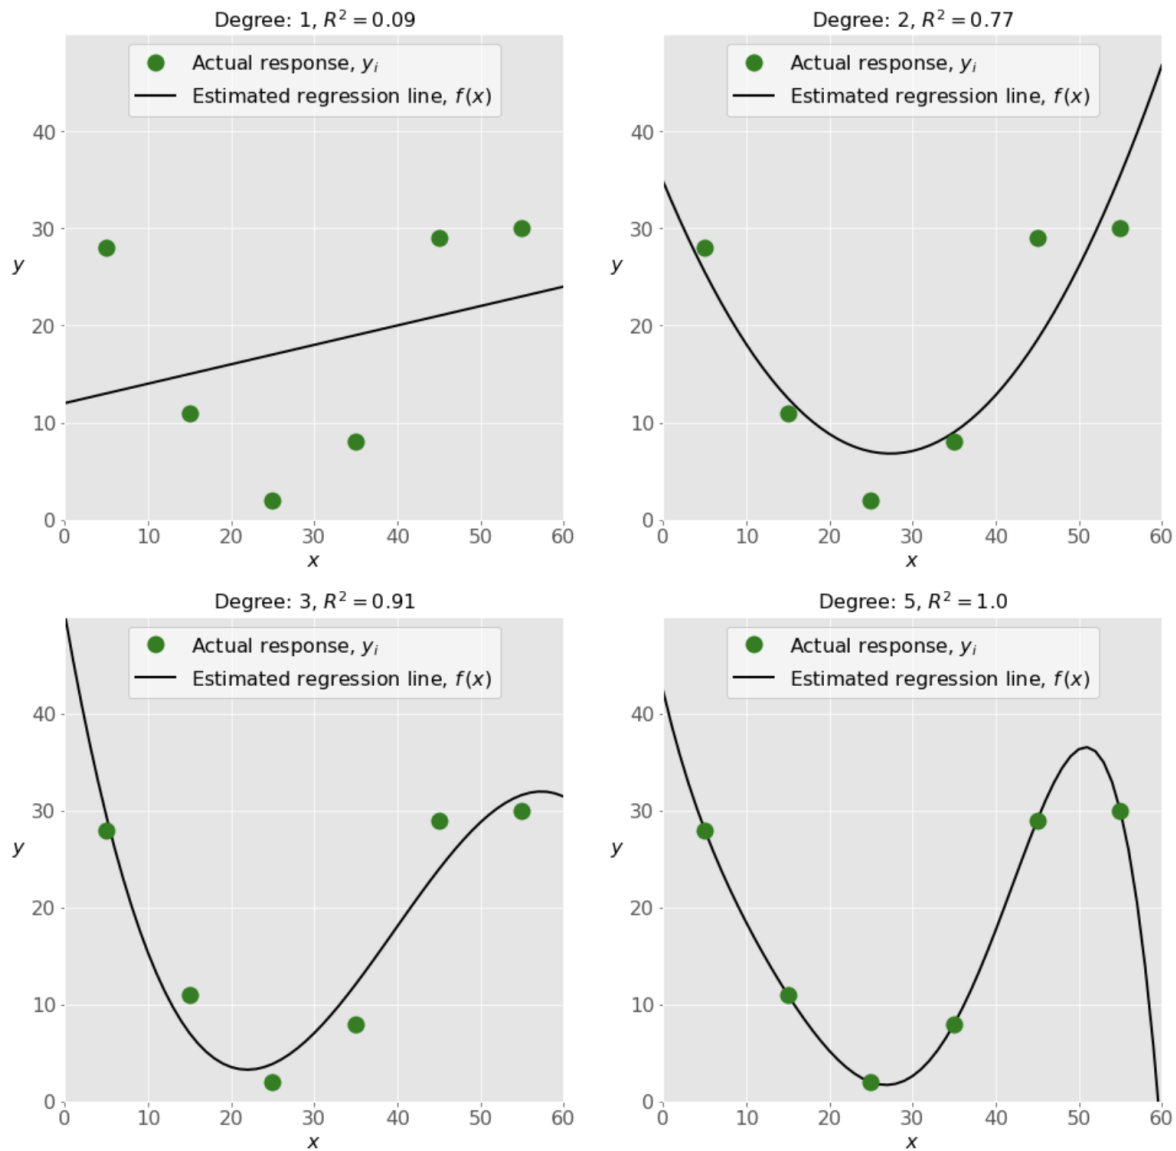 Degree: 1, R² = 0.09
Actual response, yᵢ
Estimated regression line, f(x)
40
30
y
20
10
0
0 10 20 30 40 50 60
x
Degree: 2, R² = 0.77
Actual response, yᵢ
Estimated regression line, f(x)
40
30
y
20
10
0
0 10 20 30 40 50 60
x
Degree: 3, R² = 0.91
Actual response, yᵢ
Estimated regression line, f(x)
40
30
y
20
10
0
0 10 20 30 40 50 60
x
Degree: 5, R² = 1.0
Actual response, yᵢ
Estimated regression line, f(x)
40
30
y
20
10
0
0 10 20 30 40 50 60
x